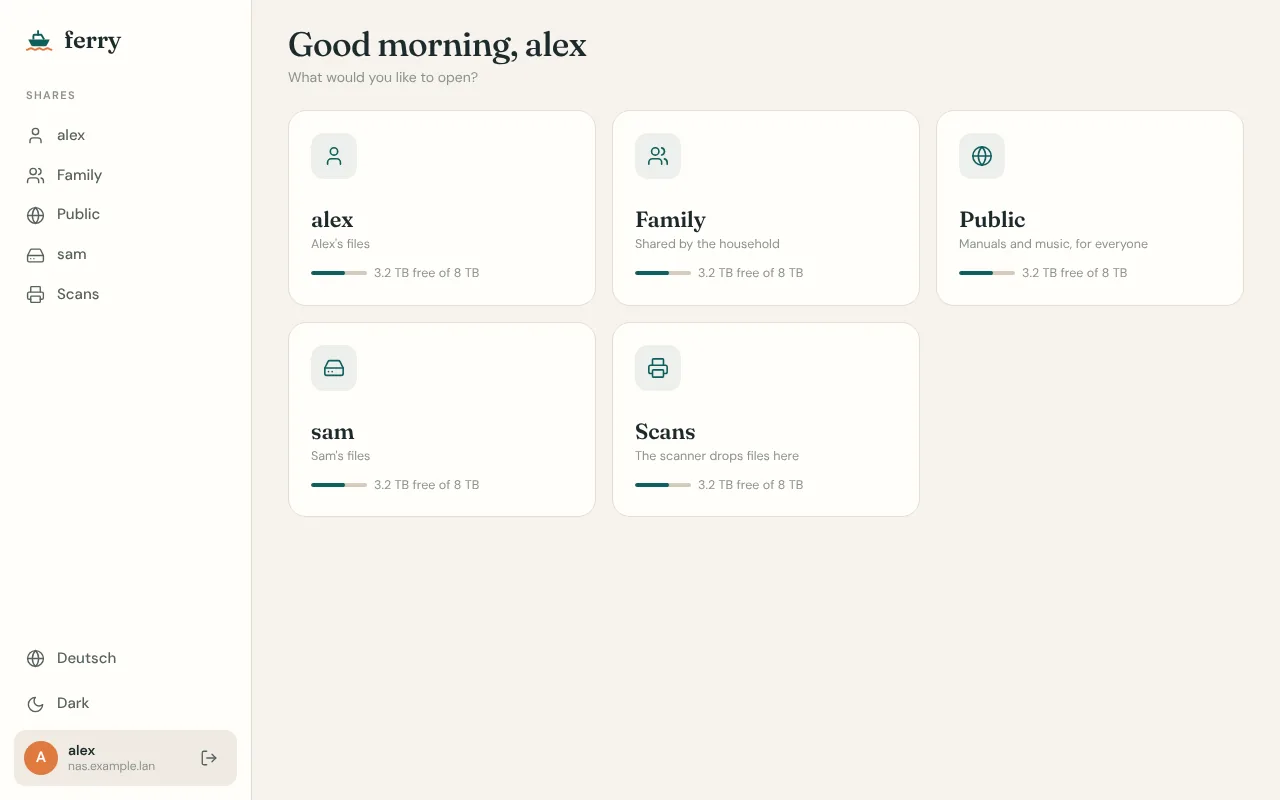 ferry
SHARES
alex
Family
Public
sam
Scans
Deutsch
Dark
A
alex
nas.example.lan
Good morning, alex
What would you like to open?
alex
Alex's files
3.2 TB free of 8 TB
Family
Shared by the household
3.2 TB free of 8 TB
Public
Manuals and music, for everyone
3.2 TB free of 8 TB
sam
Sam's files
3.2 TB free of 8 TB
Scans
The scanner drops files here
3.2 TB free of 8 TB